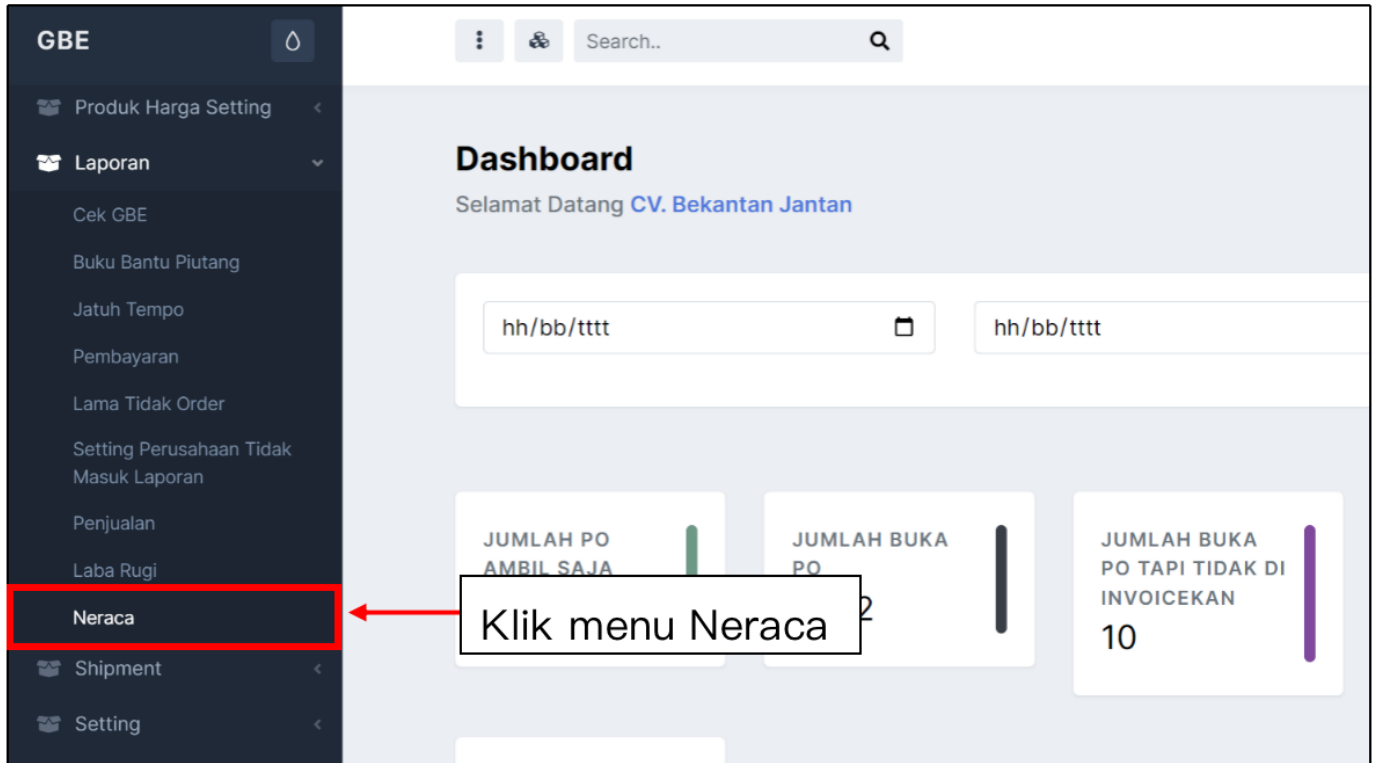 GBE
Search..
Produk Harga Setting
Laporan
Cek GBE
Buku Bantu Piutang
Jatuh Tempo
Pembayaran
Lama Tidak Order
Setting Perusahaan Tidak
Masuk Laporan
Penjualan
Laba Rugi
Neraca
Shipment
Setting
Dashboard
Selamat Datang CV. Bekantan Jantan
hh/bb/tttt
hh/bb/tttt
JUMLAH PO
AMBIL SAJA
JUMLAH BUKA
PO
2
JUMLAH BUKA
PO TAPI TIDAK DI
INVOICEKAN
10
Klik menu Neraca